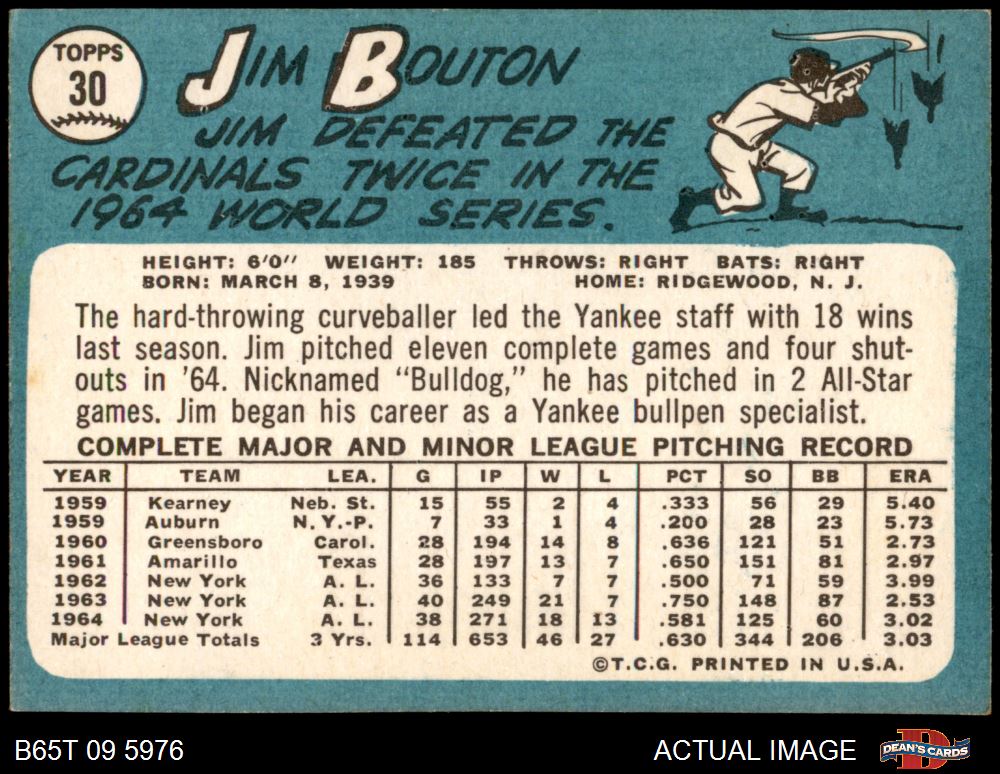 TOPPS
30
JIM BOUTON
JIM DEFEATED THE
CARDINALS TWICE IN THE
1964 WORLD SERIES.
HEIGHT: 6'0" WEIGHT: 185 THROWS: RIGHT BATS: RIGHT
BORN: MARCH 8, 1939 HOME: RIDGEWOOD, N. J.
The hard-throwing curveballer led the Yankee staff with 18 wins
last season. Jim pitched eleven complete games and four shut-
outs in '64. Nicknamed "Bulldog," he has pitched in 2 All-Star
games. Jim began his career as a Yankee bullpen specialist.
COMPLETE MAJOR AND MINOR LEAGUE PITCHING RECORD
YEAR TEAM LEA. G IP W L PCT SO BB ERA
1959 Kearney Neb. St. 15 55 2 4 .333 56 29 5.40
1959 Auburn N. Y.-P. 7 33 1 4 .200 28 23 5.73
1960 Greensboro Carol. 28 194 14 8 .636 121 51 2.73
1961 Amarillo Texas 28 197 13 7 .650 151 81 2.97
1962 New York A. L. 36 133 7 7 .500 71 59 3.99
1963 New York A. L. 40 249 21 7 .750 148 87 2.53
1964 New York A. L. 38 271 18 13 .581 125 60 3.02
Major League Totals 3 Yrs. 114 653 46 27 .630 344 206 3.03
©T.C.G. PRINTED IN U.S.A.
B65T 09 5976 ACTUAL IMAGE DEAN'S CARDS